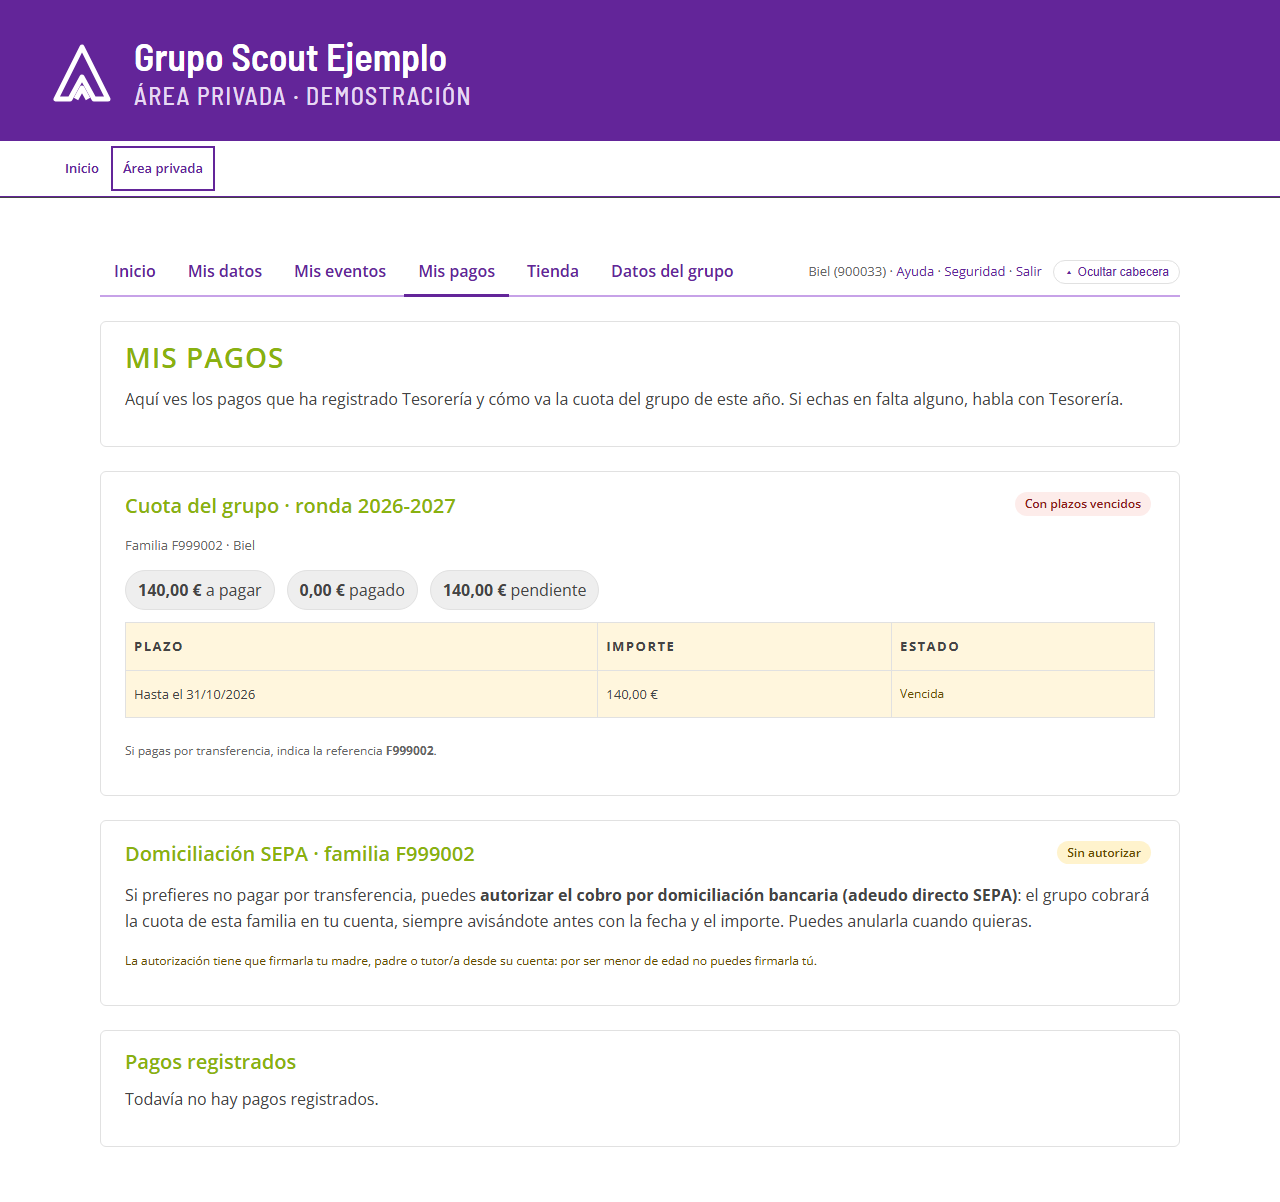 Grupo Scout Ejemplo
ÁREA PRIVADA · DEMOSTRACIÓN
Inicio
Área privada
Inicio
Mis datos
Mis eventos
Mis pagos
Tienda
Datos del grupo
Biel (900033) · Ayuda · Seguridad · Salir
▲ Ocultar cabecera
MIS PAGOS
Aquí ves los pagos que ha registrado Tesorería y cómo va la cuota del grupo de este año. Si echas en falta alguno, habla con Tesorería.
Cuota del grupo · ronda 2026-2027
Con plazos vencidos
Familia F999002 · Biel
140,00 € a pagar
0,00 € pagado
140,00 € pendiente
PLAZO
IMPORTE
ESTADO
Hasta el 31/10/2026
140,00 €
Vencida
Si pagas por transferencia, indica la referencia F999002.
Domiciliación SEPA · familia F999002
Sin autorizar
Si prefieres no pagar por transferencia, puedes autorizar el cobro por domiciliación bancaria (adeudo directo SEPA): el grupo cobrará
la cuota de esta familia en tu cuenta, siempre avisándote antes con la fecha y el importe. Puedes anularla cuando quieras.
La autorización tiene que firmarla tu madre, padre o tutor/a desde su cuenta: por ser menor de edad no puedes firmarla tú.
Pagos registrados
Todavía no hay pagos registrados.